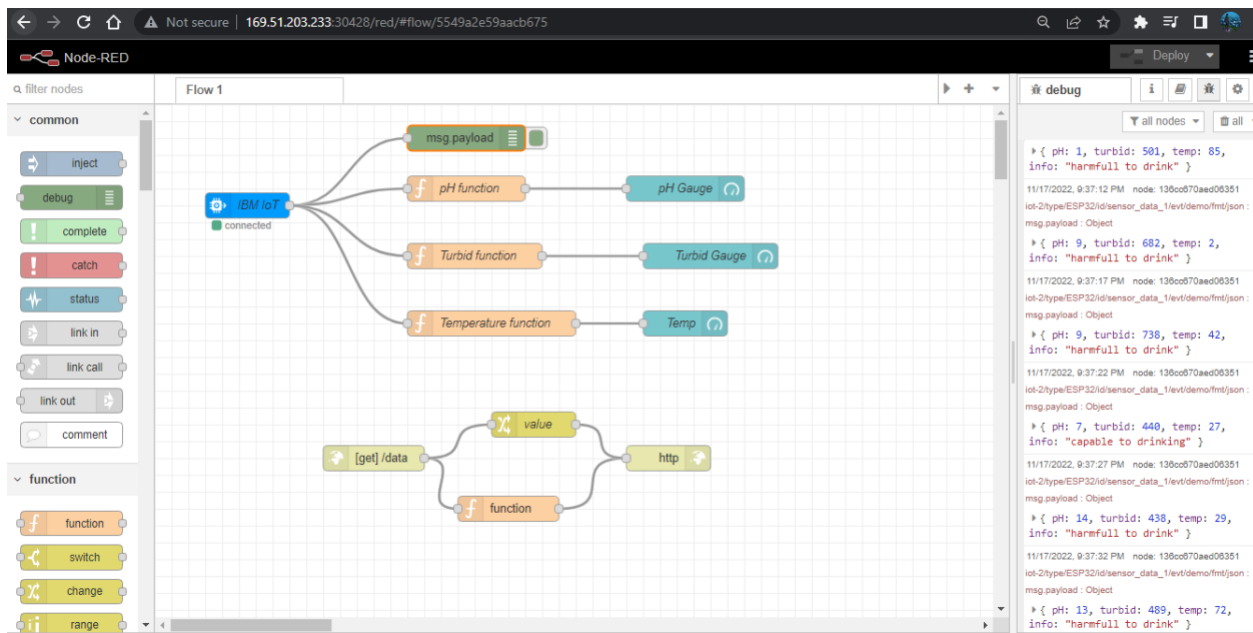 Not secure | 169.51.203.233:30428/red/#flow/5549a2e59aacb675
Node-RED
Deploy
filter nodes
common
inject
debug
complete
catch
status
link in
link call
link out
comment
function
function
switch
change
range
Flow 1
msg.payload
pH function
pH Gauge
IBM IoT
connected
Turbid function
Turbid Gauge
Temperature function
Temp
value
[get] /data
http
function
debug
i
all nodes
all
{ pH: 1, turbid: 501, temp: 85,
info: "harmfull to drink" }
11/17/2022, 9:37:12 PM node: 136cc670aed06351
iot-2/type/ESP32/id/sensor_data_1/evt/demo/fmt/json :
msg.payload : Object
{ pH: 9, turbid: 682, temp: 2,
info: "harmfull to drink" }
11/17/2022, 9:37:17 PM node: 136cc670aed06351
iot-2/type/ESP32/id/sensor_data_1/evt/demo/fmt/json :
msg.payload : Object
{ pH: 9, turbid: 738, temp: 42,
info: "harmfull to drink" }
11/17/2022, 9:37:22 PM node: 136cc670aed06351
iot-2/type/ESP32/id/sensor_data_1/evt/demo/fmt/json :
msg.payload : Object
{ pH: 7, turbid: 440, temp: 27,
info: "capable to drinking" }
11/17/2022, 9:37:27 PM node: 136cc670aed06351
iot-2/type/ESP32/id/sensor_data_1/evt/demo/fmt/json :
msg.payload : Object
{ pH: 14, turbid: 438, temp: 29,
info: "harmfull to drink" }
11/17/2022, 9:37:32 PM node: 136cc670aed06351
iot-2/type/ESP32/id/sensor_data_1/evt/demo/fmt/json :
msg.payload : Object
{ pH: 13, turbid: 489, temp: 72,
info: "harmfull to drink" }